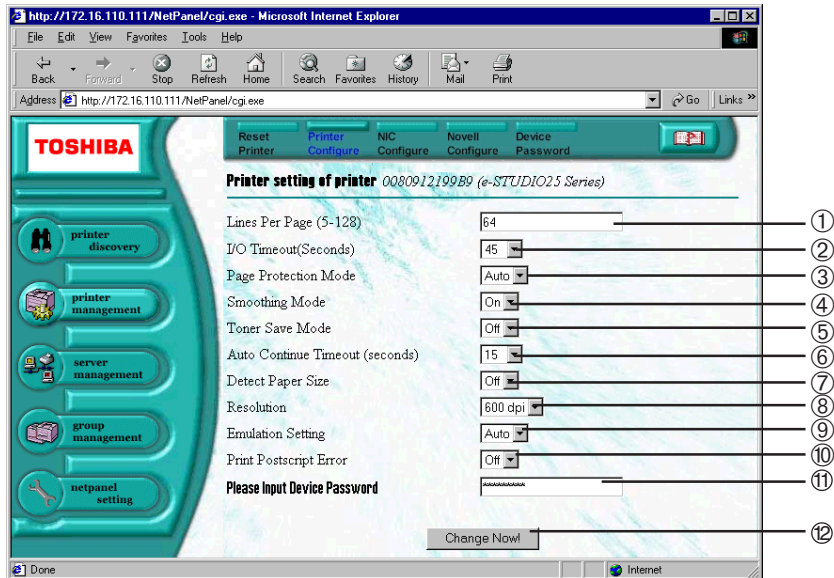 http://172.16.110.111/NetPanel/cgi.exe - Microsoft Internet Explorer
File Edit View Favorites Tools Help
Back Forward Stop Refresh Home Search Favorites History Mail Print
Address http://172.16.110.111/NetPanel/cgi.exe Go Links »
TOSHIBA
Reset Printer
Printer Configure
NIC Configure
Novell Configure
Device Password
printer discovery
printer management
server management
group management
netpanel setting
Printer setting of printer 0080912199B9 (e-STUDIO25 Series)
Lines Per Page (5-128) 64 ①
I/O Timeout(Seconds) 45 ②
Page Protection Mode Auto ③
Smoothing Mode On ④
Toner Save Mode Off ⑤
Auto Continue Timeout (seconds) 15 ⑥
Detect Paper Size Off ⑦
Resolution 600 dpi ⑧
Emulation Setting Auto ⑨
Print Postscript Error Off ⑩
Please Input Device Password ********* ⑪
Change Now! ⑫
Done Internet